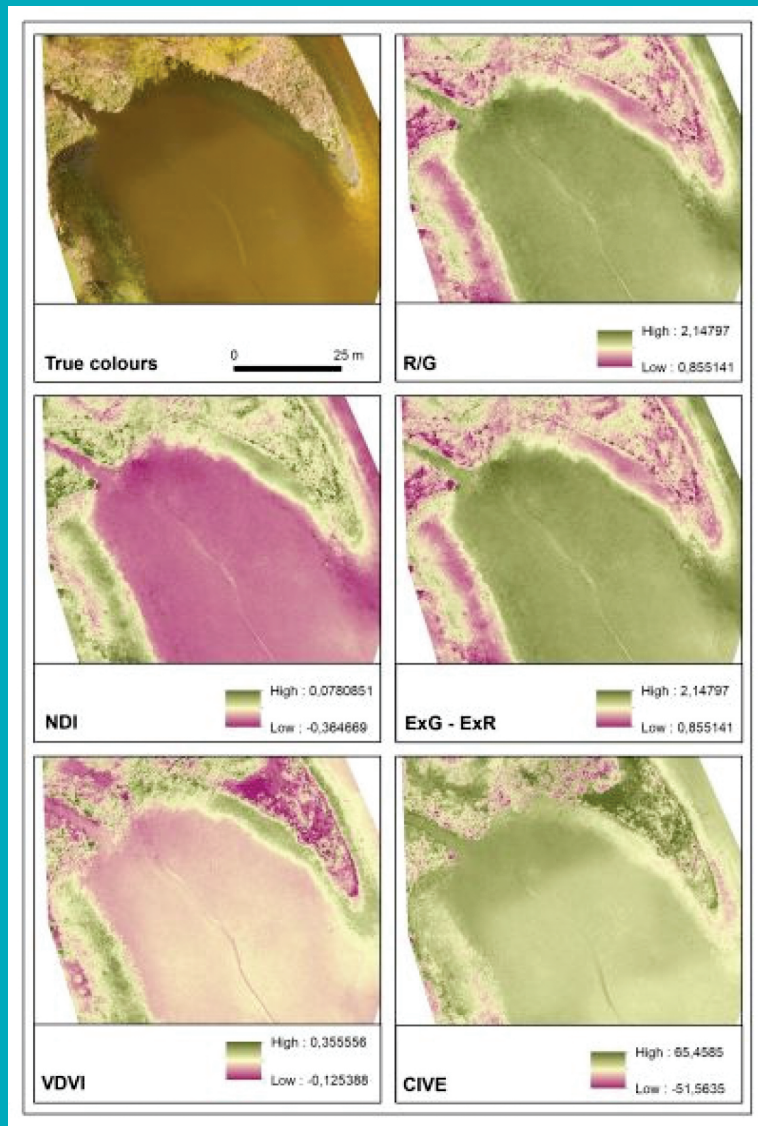 True colours
0 25 m
R/G
High : 2,14797
Low : 0,855141
NDI
High : 0,0780851
Low : -0,364669
ExG - ExR
High : 2,14797
Low : 0,855141
VDVI
High : 0,355556
Low : -0,125388
CIVE
High : 65,4585
Low : -51,5635